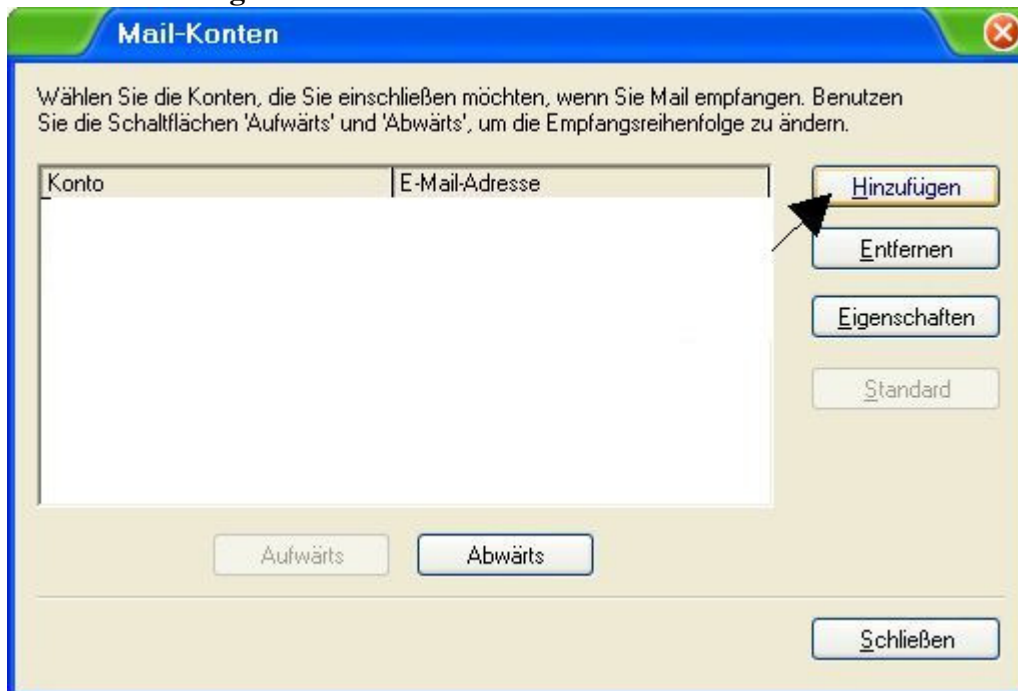 Mail-Konten
Wählen Sie die Konten, die Sie einschließen möchten, wenn Sie Mail empfangen. Benutzen
Sie die Schaltflächen 'Aufwärts' und 'Abwärts', um die Empfangsreihenfolge zu ändern.
Konto E-Mail-Adresse
Hinzufügen
Entfernen
Eigenschaften
Standard
Aufwärts Abwärts
Schließen